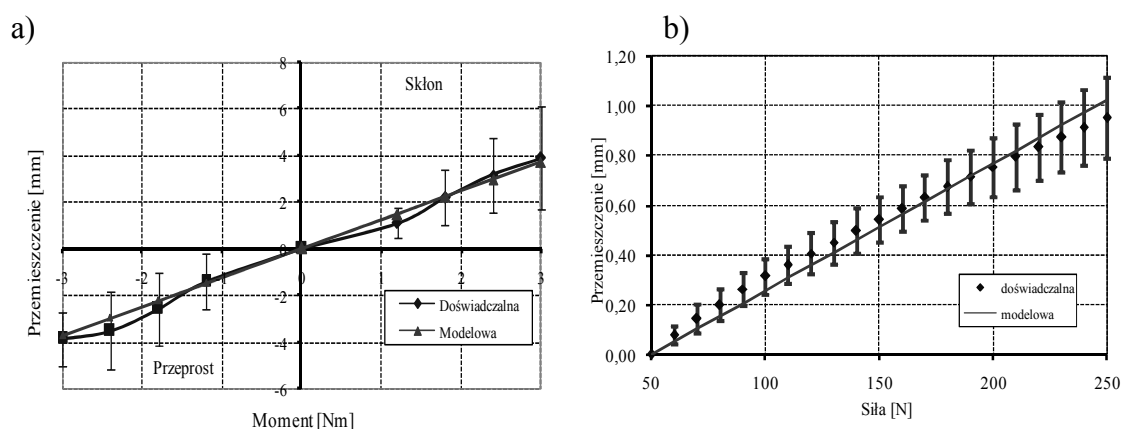 a)
8
6
4
2
0
-2
-4
-6
-3
-2
-1
0
1
2
3
Skłon
Przeprost
Doświadczalna
Modelowa
Przemieszczenie [mm]
Moment [Nm]
b)
1,20
1,00
0,80
0,60
0,40
0,20
0,00
50
100
150
200
250
doświadczalna
modelowa
Przemieszczenie [mm]
Siła [N]